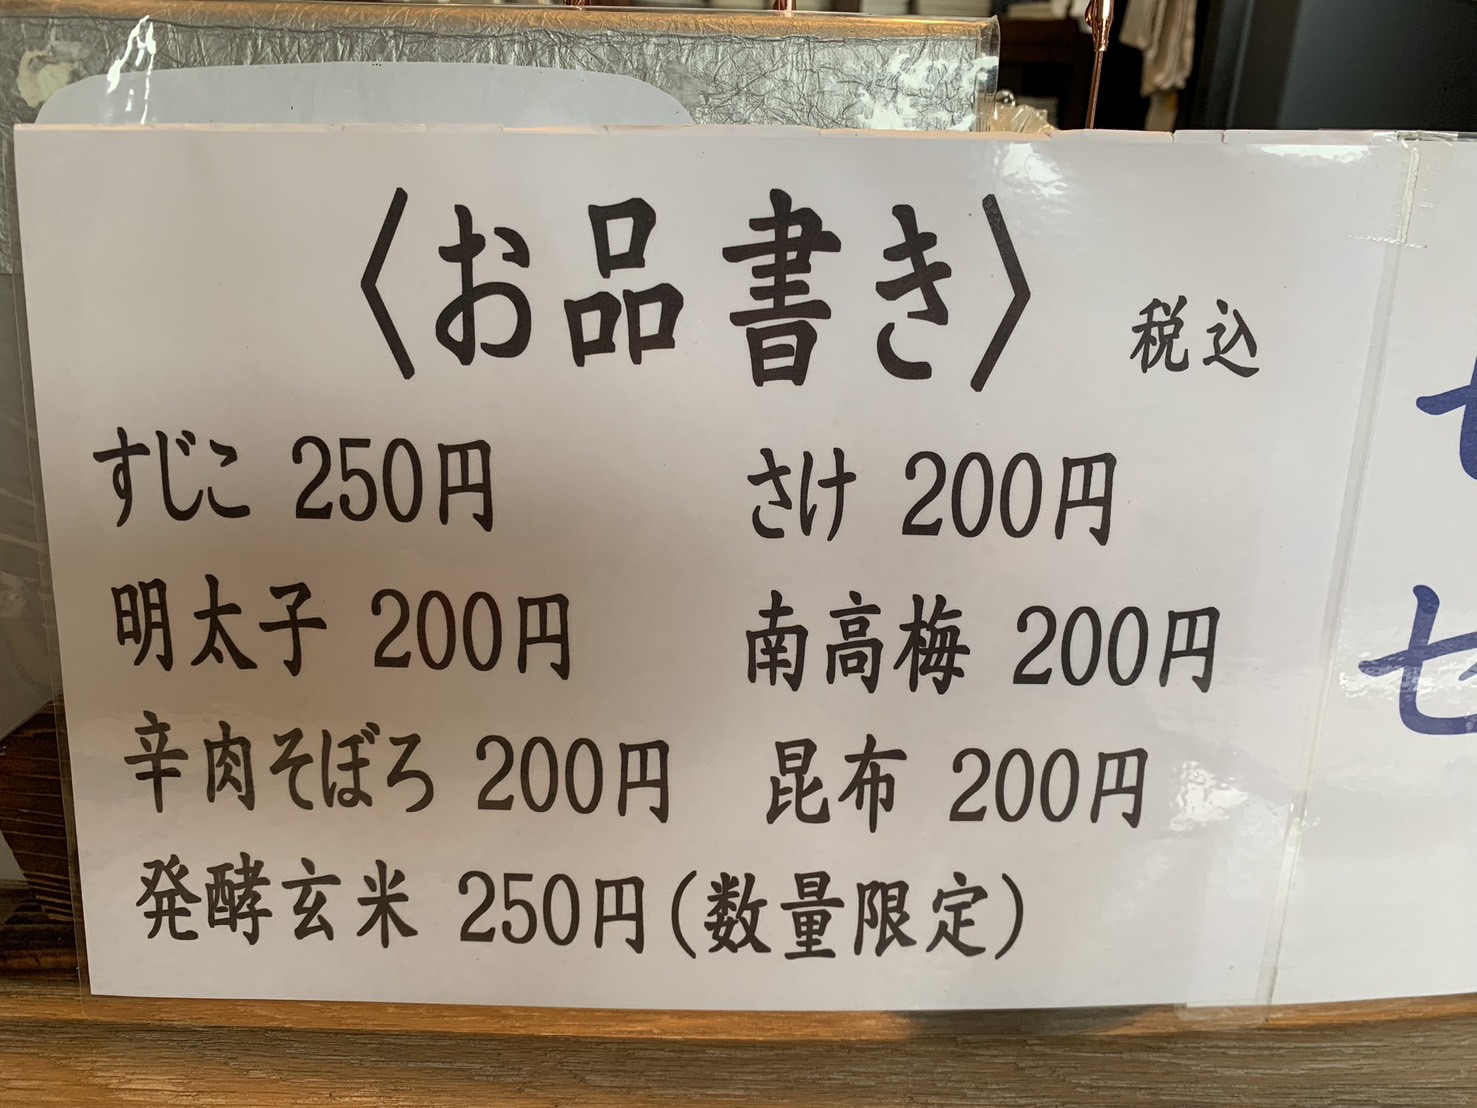 〈お品書き〉 税込
すじこ 250円 さけ 200円
明太子 200円 南高梅 200円
辛肉そぼろ 200円 昆布 200円
発酵玄米 250円(数量限定)